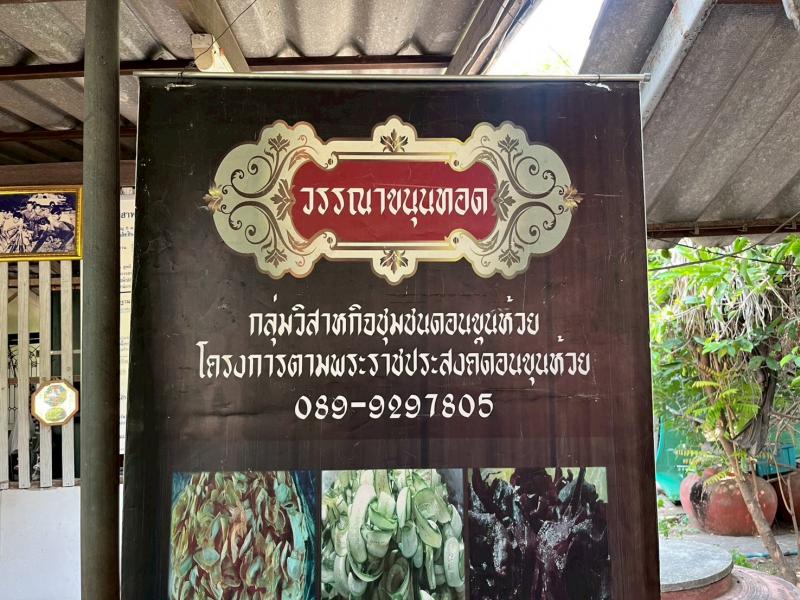 วรรณาขนุนทอด
กลุ่มวิสาหกิจชุมชนดอนขุนห้วย
โครงการตามพระราชประสงค์ดอนขุนห้วย
089-9297805